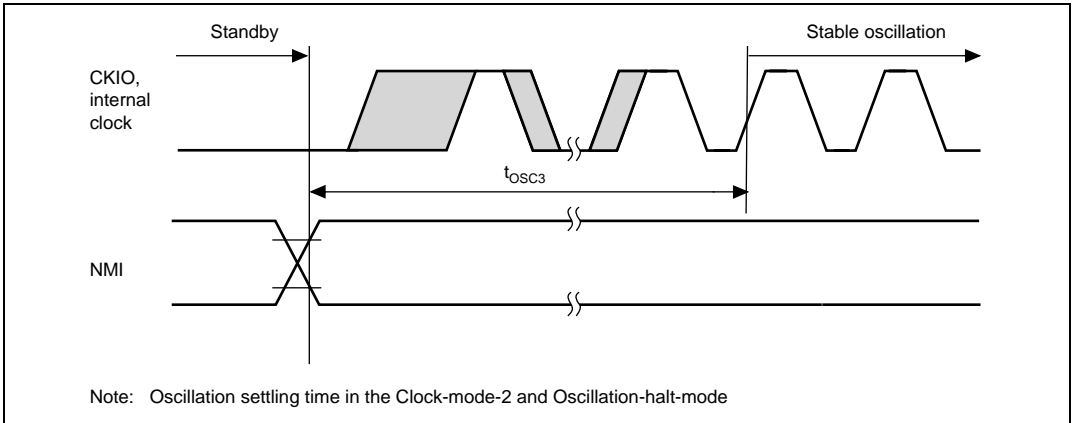 Standby
Stable oscillation
CKIO,
internal
clock
tOSC3
NMI
Note: Oscillation settling time in the Clock-mode-2 and Oscillation-halt-mode